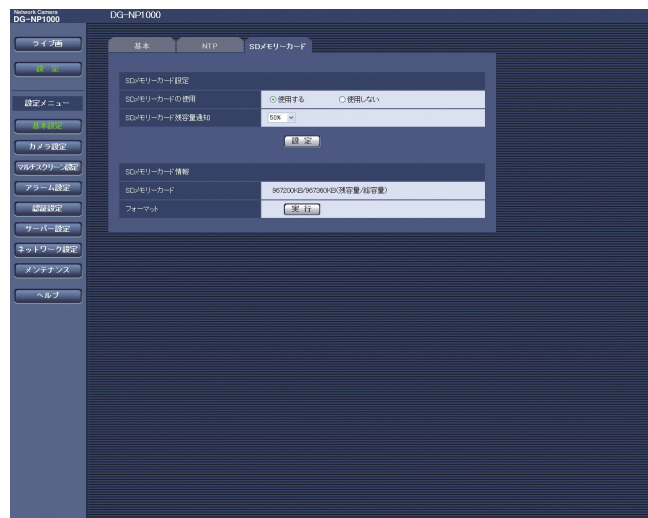 Network Camera
DG-NP1000
DG-NP1000
ライブ画
設 定
設定メニュー
基本設定
カメラ設定
マルチスクリーン設定
アラーム設定
認証設定
サーバー設定
ネットワーク設定
メンテナンス
ヘルプ
基本 NTP SDメモリーカード
SDメモリーカード設定
SDメモリーカードの使用 使用する 使用しない
SDメモリーカード残容量通知 50%
設 定
SDメモリーカード情報
SDメモリーカード 967200KB/967360KB(残容量/総容量)
フォーマット 実 行